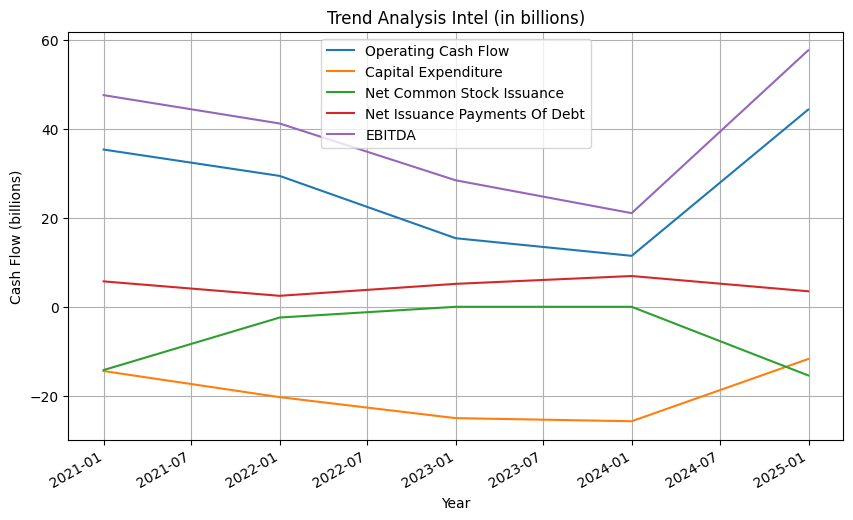 Trend Analysis Intel (in billions)
Operating Cash Flow
Capital Expenditure
Net Common Stock Issuance
Net Issuance Payments Of Debt
EBITDA
Cash Flow (billions)
60
40
20
0
−20
2021-01
2021-07
2022-01
2022-07
2023-01
2023-07
2024-01
2024-07
2025-01
Year